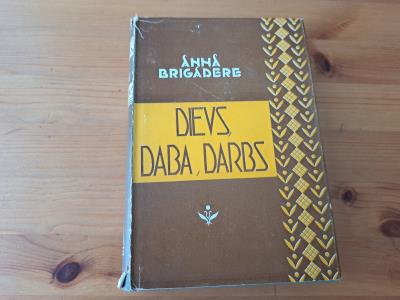 ANNA
BRIGADERE
DIEVS,
DABA, DARBS